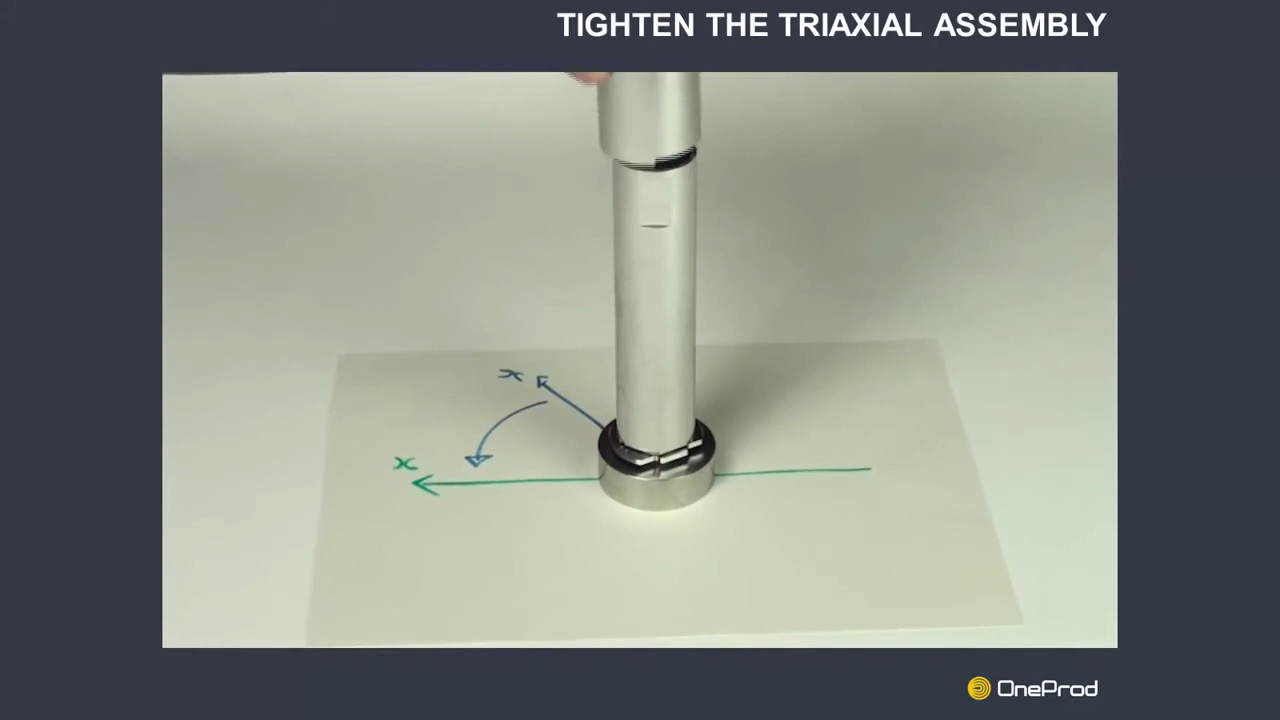 TIGHTEN THE TRIAXIAL ASSEMBLY
x
x
OneProd